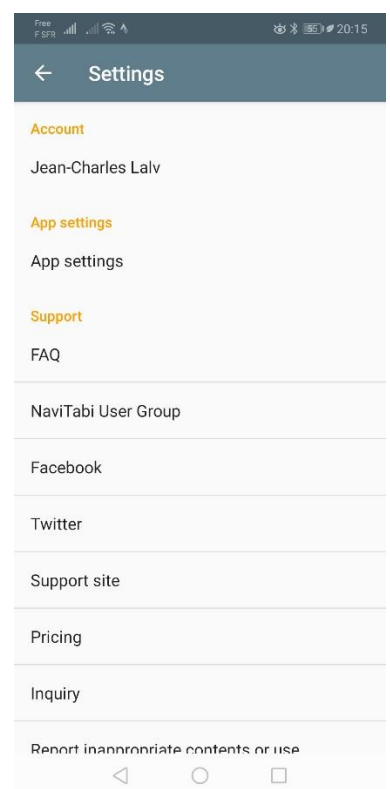 Free
F SFR 55 20:15
Settings
Account
Jean-Charles Lalv
App settings
App settings
Support
FAQ
NaviTabi User Group
Facebook
Twitter
Support site
Pricing
Inquiry
Report inappropriate contents or use